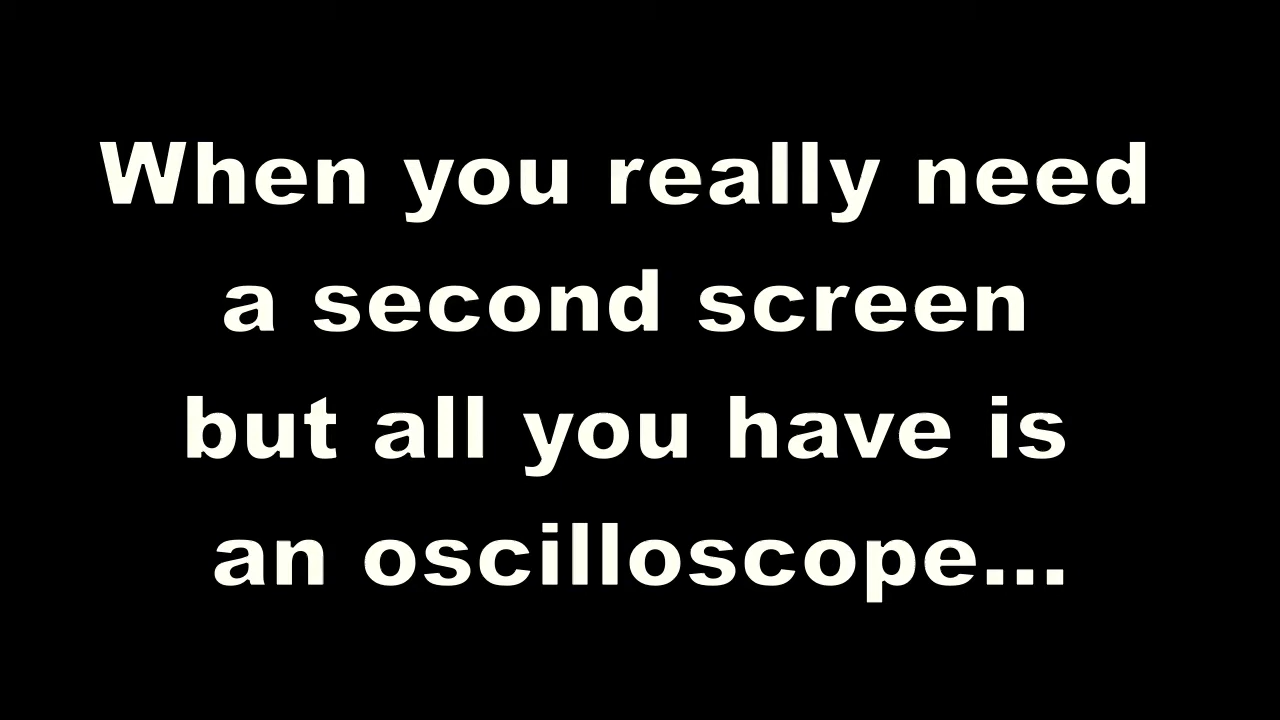 When you really need
a second screen
but all you have is
an oscilloscope...